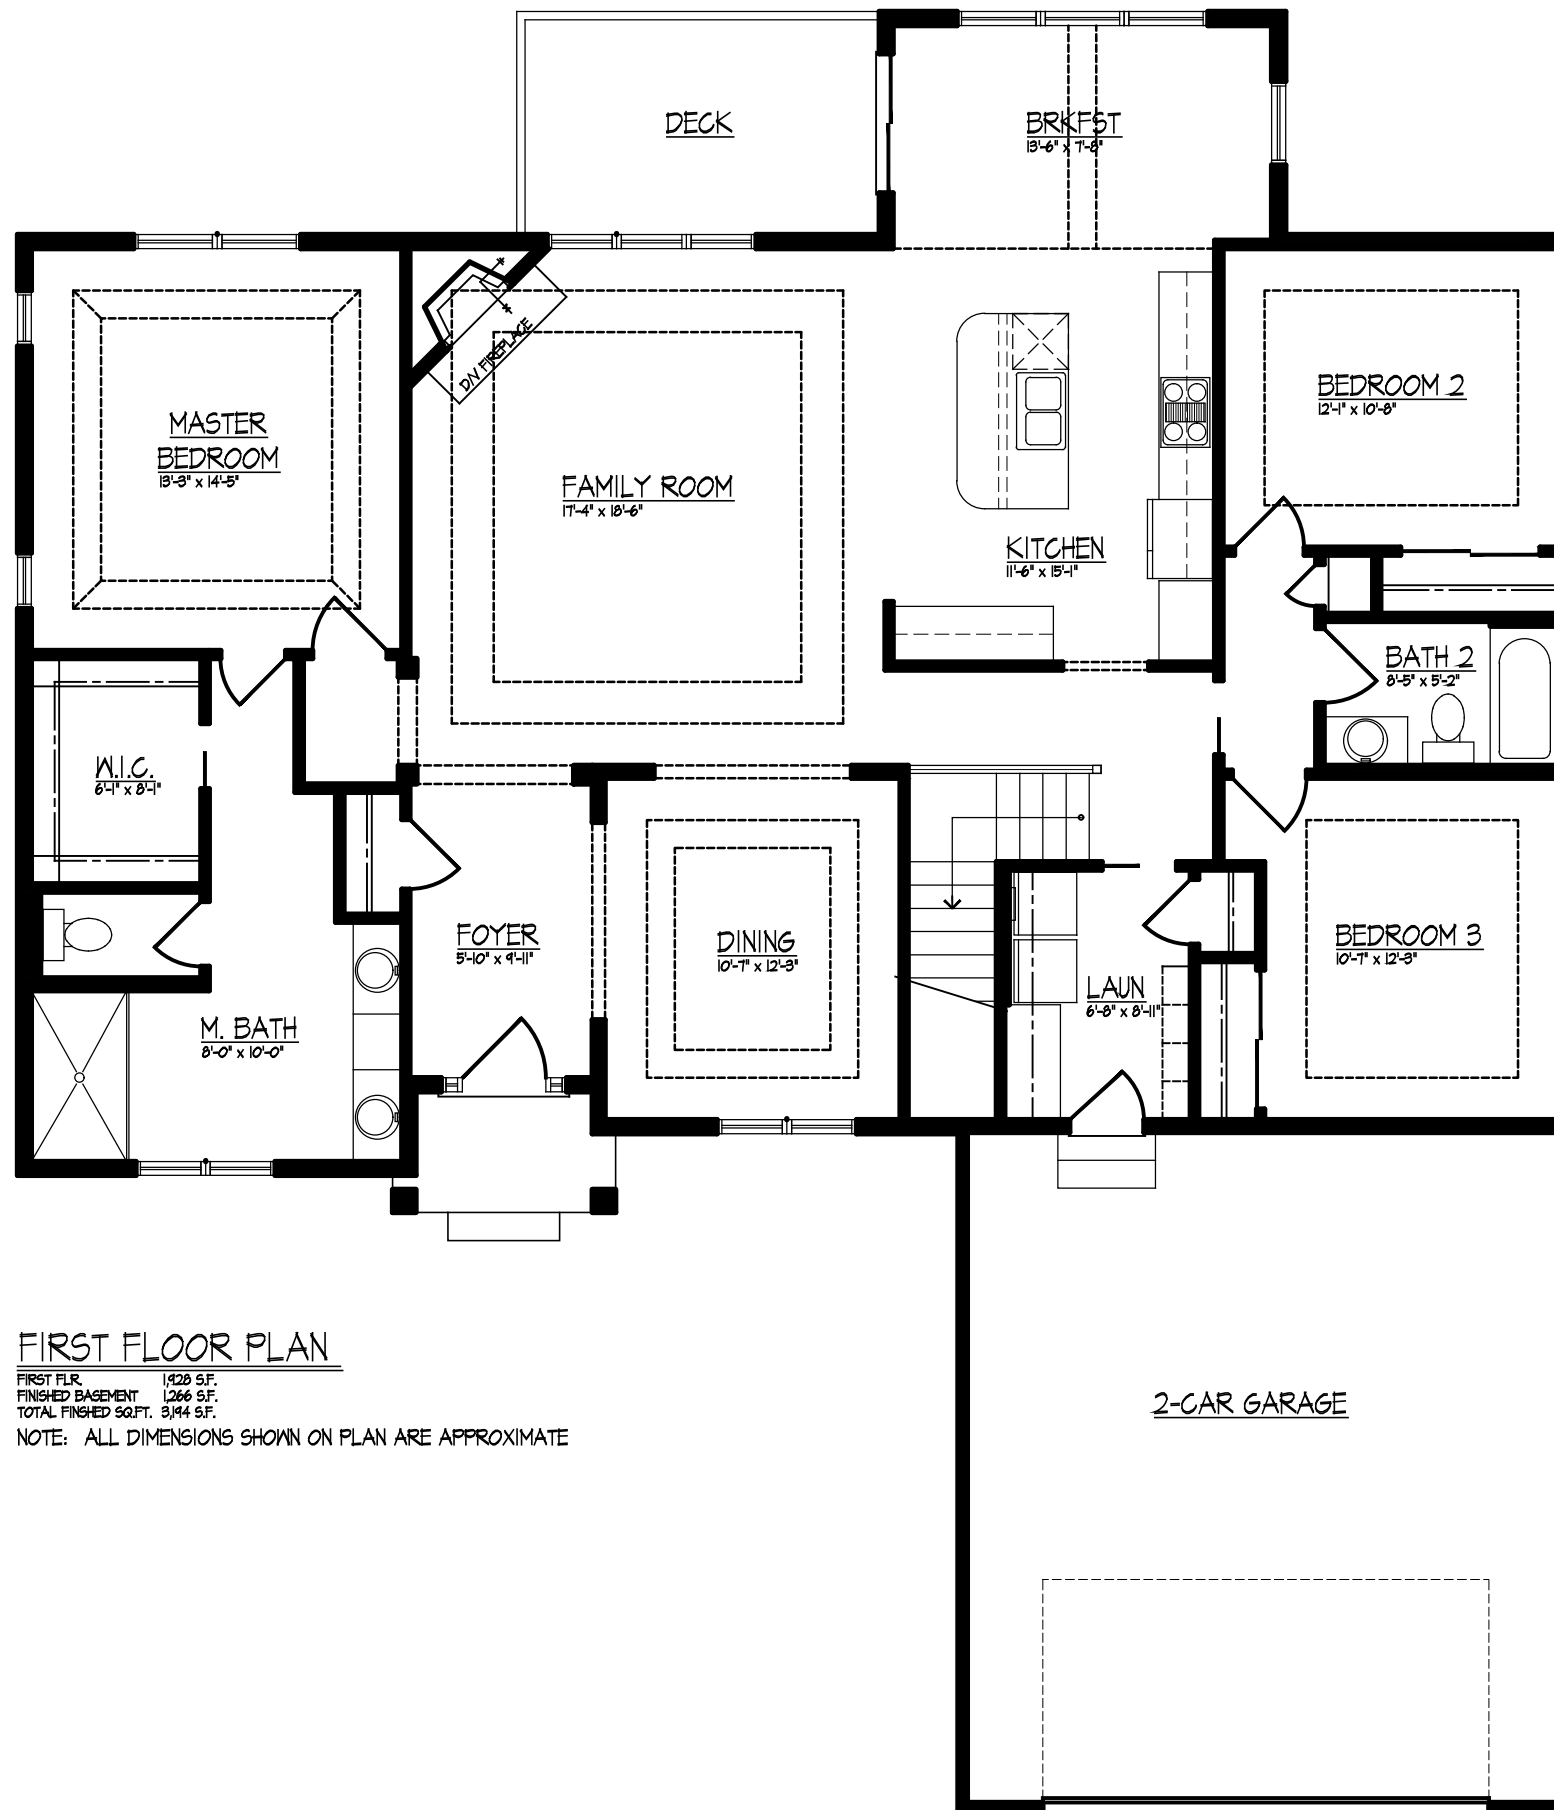 DECK
BRKFST
13'-6" x 7'-8"
MASTER
BEDROOM
13'-3" x 14'-5"
D/V FIREPLACE
FAMILY ROOM
17'-4" x 18'-6"
KITCHEN
11'-6" x 15'-1"
BEDROOM 2
12'-1" x 10'-8"
BATH 2
8'-5" x 5'-2"
W.I.C.
6'-1" x 8'-1"
FOYER
5'-10" x 9'-11"
DINING
10'-7" x 12'-3"
BEDROOM 3
10'-7" x 12'-3"
LAUN
6'-8" x 8'-11"
M. BATH
8'-0" x 10'-0"
FIRST FLOOR PLAN
FIRST FLR. 1,928 S.F.
FINISHED BASEMENT 1,266 S.F.
TOTAL FINSHED SQ.FT. 3,194 S.F.
NOTE: ALL DIMENSIONS SHOWN ON PLAN ARE APPROXIMATE
2-CAR GARAGE